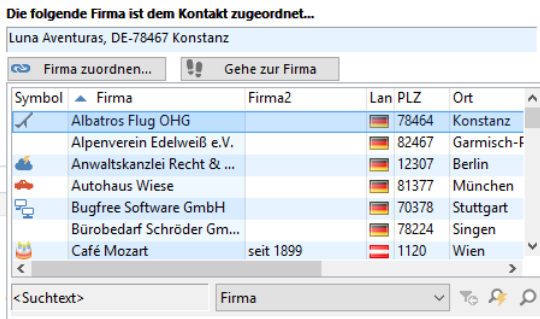 Die folgende Firma ist dem Kontakt zugeordnet...
Luna Aventuras, DE-78467 Konstanz
Firma zuordnen... Gehe zur Firma
Symbol Firma Firma2 Lan PLZ Ort
Albatros Flug OHG 78464 Konstanz
Alpenverein Edelweiß e.V. 82467 Garmisch-P
Anwaltskanzlei Recht & ... 12307 Berlin
Autohaus Wiese 81377 München
Bugfree Software GmbH 70378 Stuttgart
Bürobedarf Schröder Gm... 78224 Singen
Café Mozart seit 1899 1120 Wien
<Suchtext> Firma